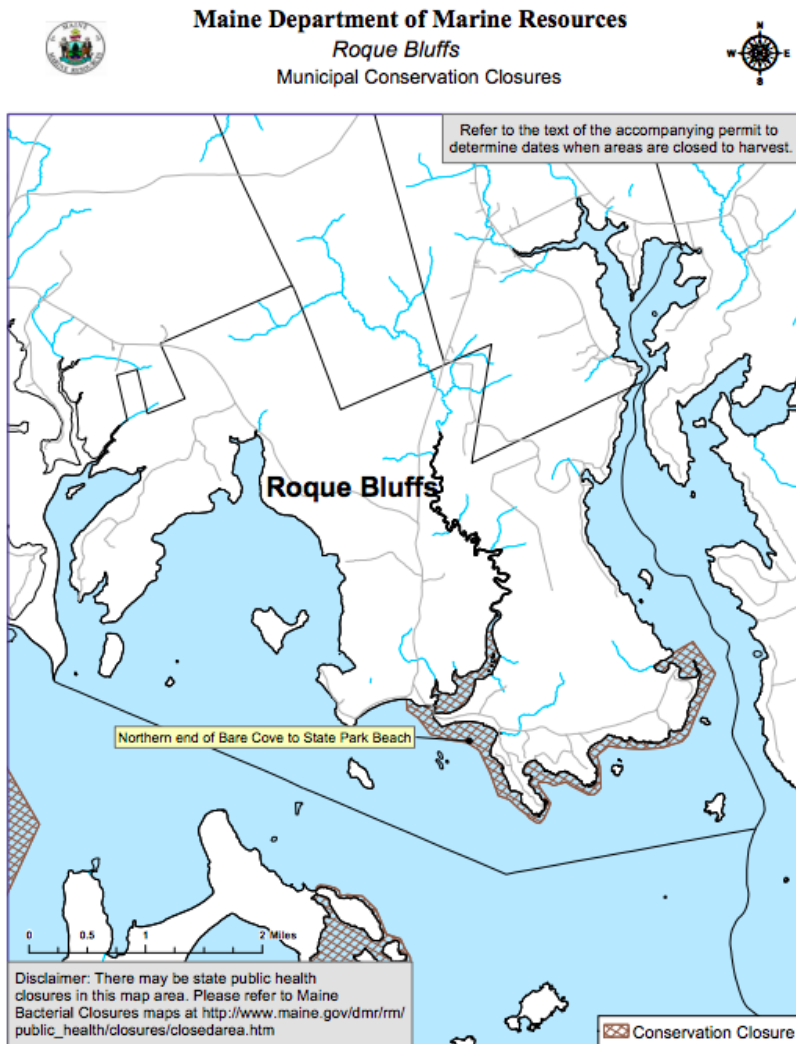 Maine Department of Marine Resources
Roque Bluffs
Municipal Conservation Closures
MAINE
MARINE RESOURCES
N
W
E
S
Refer to the text of the accompanying permit to
determine dates when areas are closed to harvest.
Roque Bluffs
Northern end of Bare Cove to State Park Beach
0 0.5 1 2 Miles
Disclaimer: There may be state public health
closures in this map area. Please refer to Maine
Bacterial Closures maps at http://www.maine.gov/dmr/rm/
public_health/closures/closedarea.htm
Conservation Closure